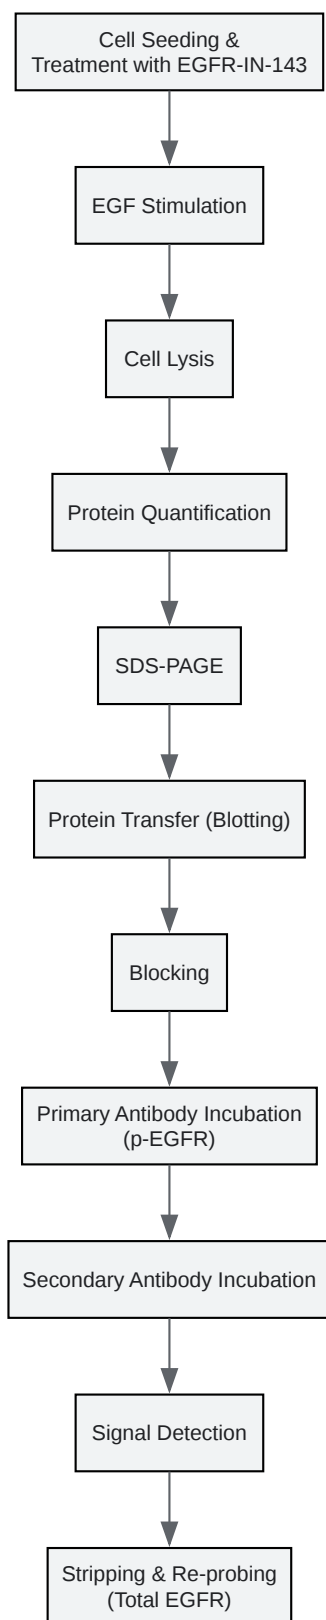 Cell Seeding &
Treatment with EGFR-IN-143
EGF Stimulation
Cell Lysis
Protein Quantification
SDS-PAGE
Protein Transfer (Blotting)
Blocking
Primary Antibody Incubation
(p-EGFR)
Secondary Antibody Incubation
Signal Detection
Stripping & Re-probing
(Total EGFR)